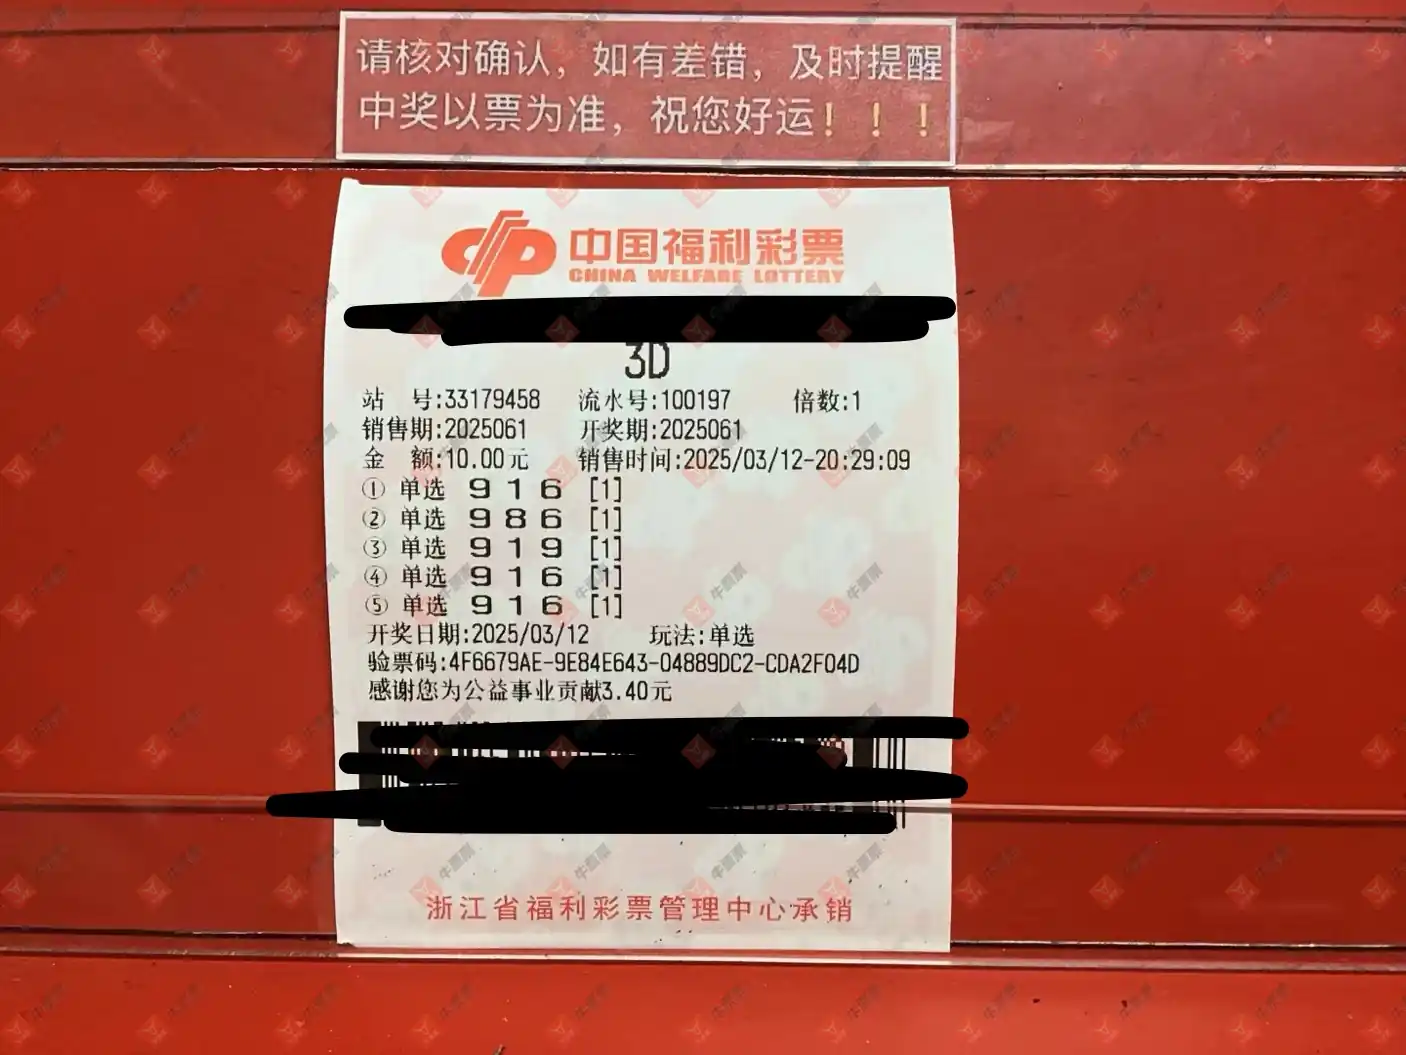 请核对确认，如有差错，及时提醒
中奖以票为准，祝您好运！！！
中国福利彩票
CHINA WELFARE LOTTERY
3D
站 号:33179458 流水号:100197 倍数:1
销售期:2025061 开奖期:2025061
金 额:10.00元 销售时间:2025/03/12-20:29:09
① 单选 9 1 6 [1]
② 单选 9 8 6 [1]
③ 单选 9 1 9 [1]
④ 单选 9 1 6 [1]
⑤ 单选 9 1 6 [1]
开奖日期:2025/03/12 玩法:单选
验票码:4F6679AE-9E84E643-04889DC2-CDA2F04D
感谢您为公益事业贡献3.40元
浙江省福利彩票管理中心承销